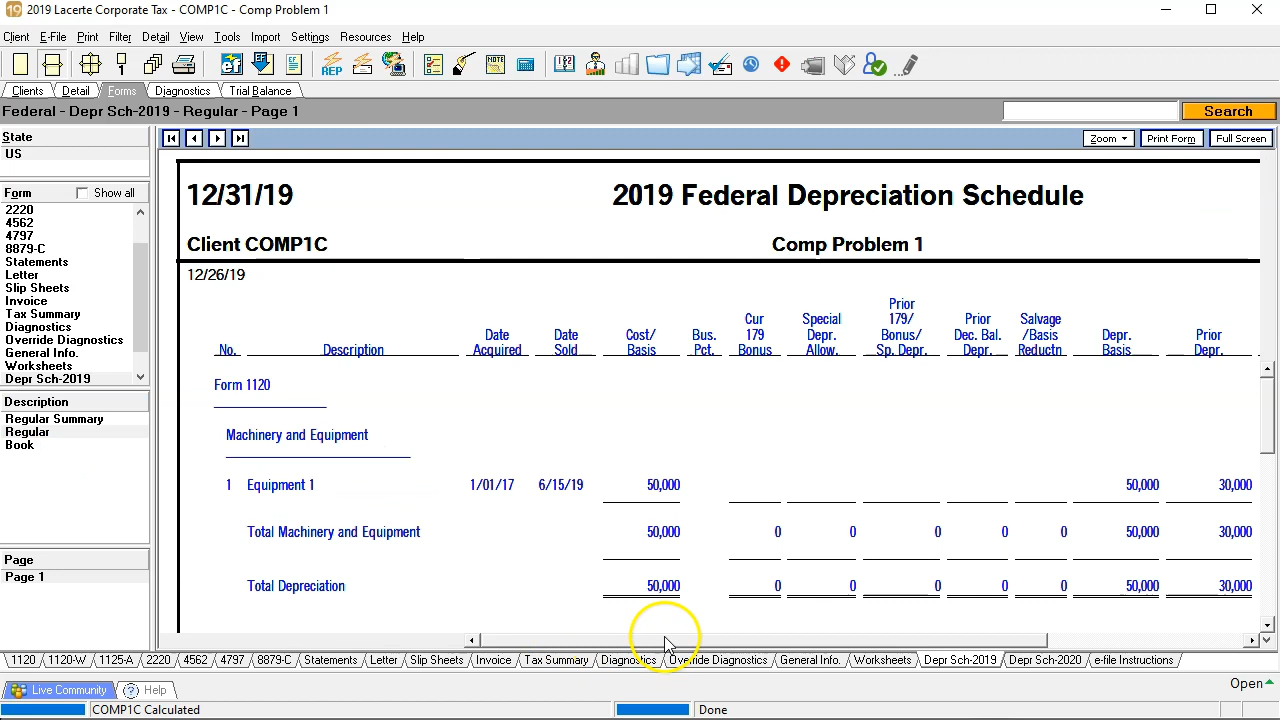 19 2019 Lacerte Corporate Tax - COMP1C - Comp Problem 1
Client E-File Print Filter Detail View Tools Import Settings Resources Help
Clients Detail Forms Diagnostics Trial Balance
Federal - Depr Sch-2019 - Regular - Page 1 Search
State
US
Zoom Print Form Full Screen
Form Show all
2220
4562
4797
8879-C
Statements
Letter
Slip Sheets
Invoice
Tax Summary
Diagnostics
Override Diagnostics
General Info.
Worksheets
Depr Sch-2019
Description
Regular Summary
Regular
Book
Page
Page 1
12/31/19 2019 Federal Depreciation Schedule
Client COMP1C Comp Problem 1
12/26/19
No. Description Date Acquired Date Sold Cost/ Basis Bus. Pct. Cur 179 Bonus Special Depr. Allow. Prior 179/ Bonus/ Sp. Depr. Prior Dec. Bal. Depr. Salvage /Basis Reductn Depr. Basis Prior Depr.
Form 1120
Machinery and Equipment
1 Equipment 1 1/01/17 6/15/19 50,000 50,000 30,000
Total Machinery and Equipment 50,000 0 0 0 0 0 50,000 30,000
Total Depreciation 50,000 0 0 0 0 0 50,000 30,000
1120 1120-W 1125-A 2220 4562 4797 8879-C Statements Letter Slip Sheets Invoice Tax Summary Diagnostics Override Diagnostics General Info. Worksheets Depr Sch-2019 Depr Sch-2020 Efile Instructions
Live Community Help Open
COMP1C Calculated Done